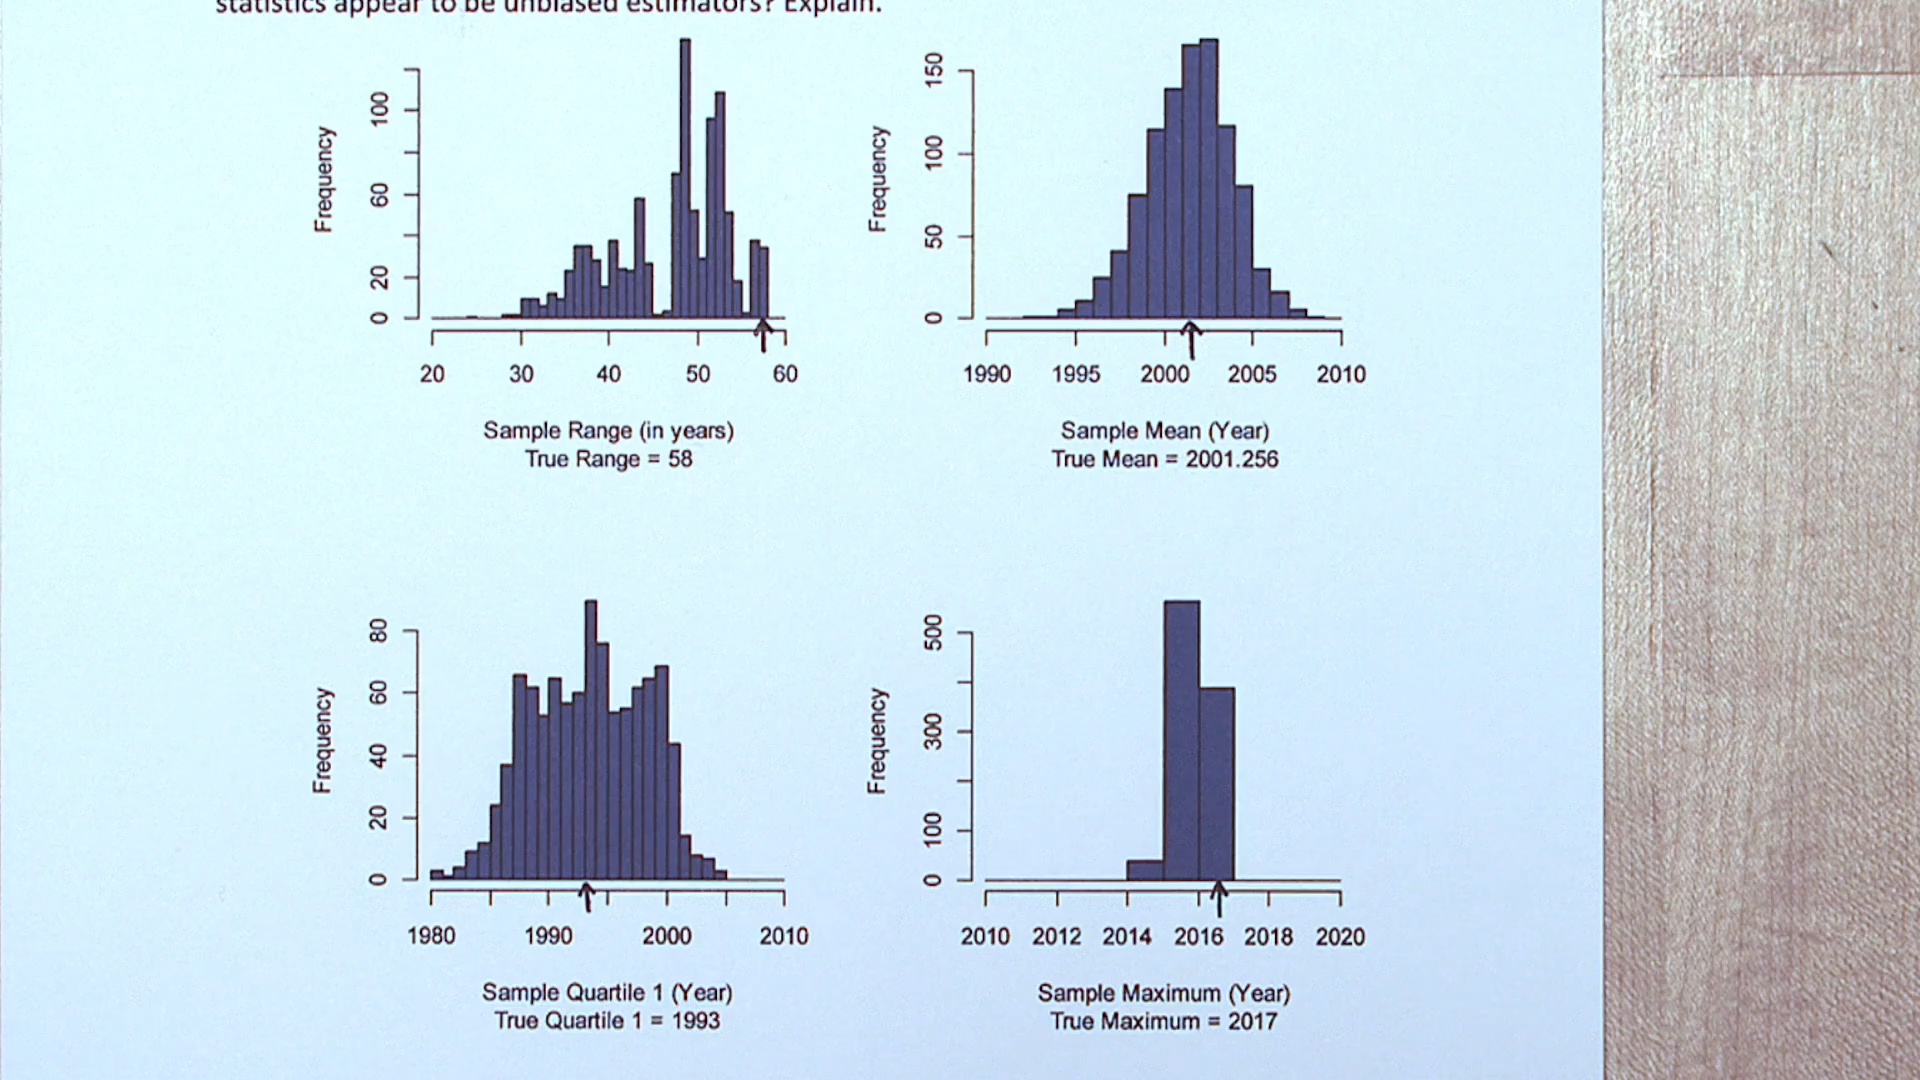 statistics appear to be unbiased estimators? Explain.
Frequency
100
60
20
0
20 30 40 50 60
Sample Range (in years)
True Range = 58
Frequency
150
100
50
0
1990 1995 2000 2005 2010
Sample Mean (Year)
True Mean = 2001.256
Frequency
80
60
40
20
0
1980 1990 2000 2010
Sample Quartile 1 (Year)
True Quartile 1 = 1993
Frequency
500
300
100
0
2010 2012 2014 2016 2018 2020
Sample Maximum (Year)
True Maximum = 2017